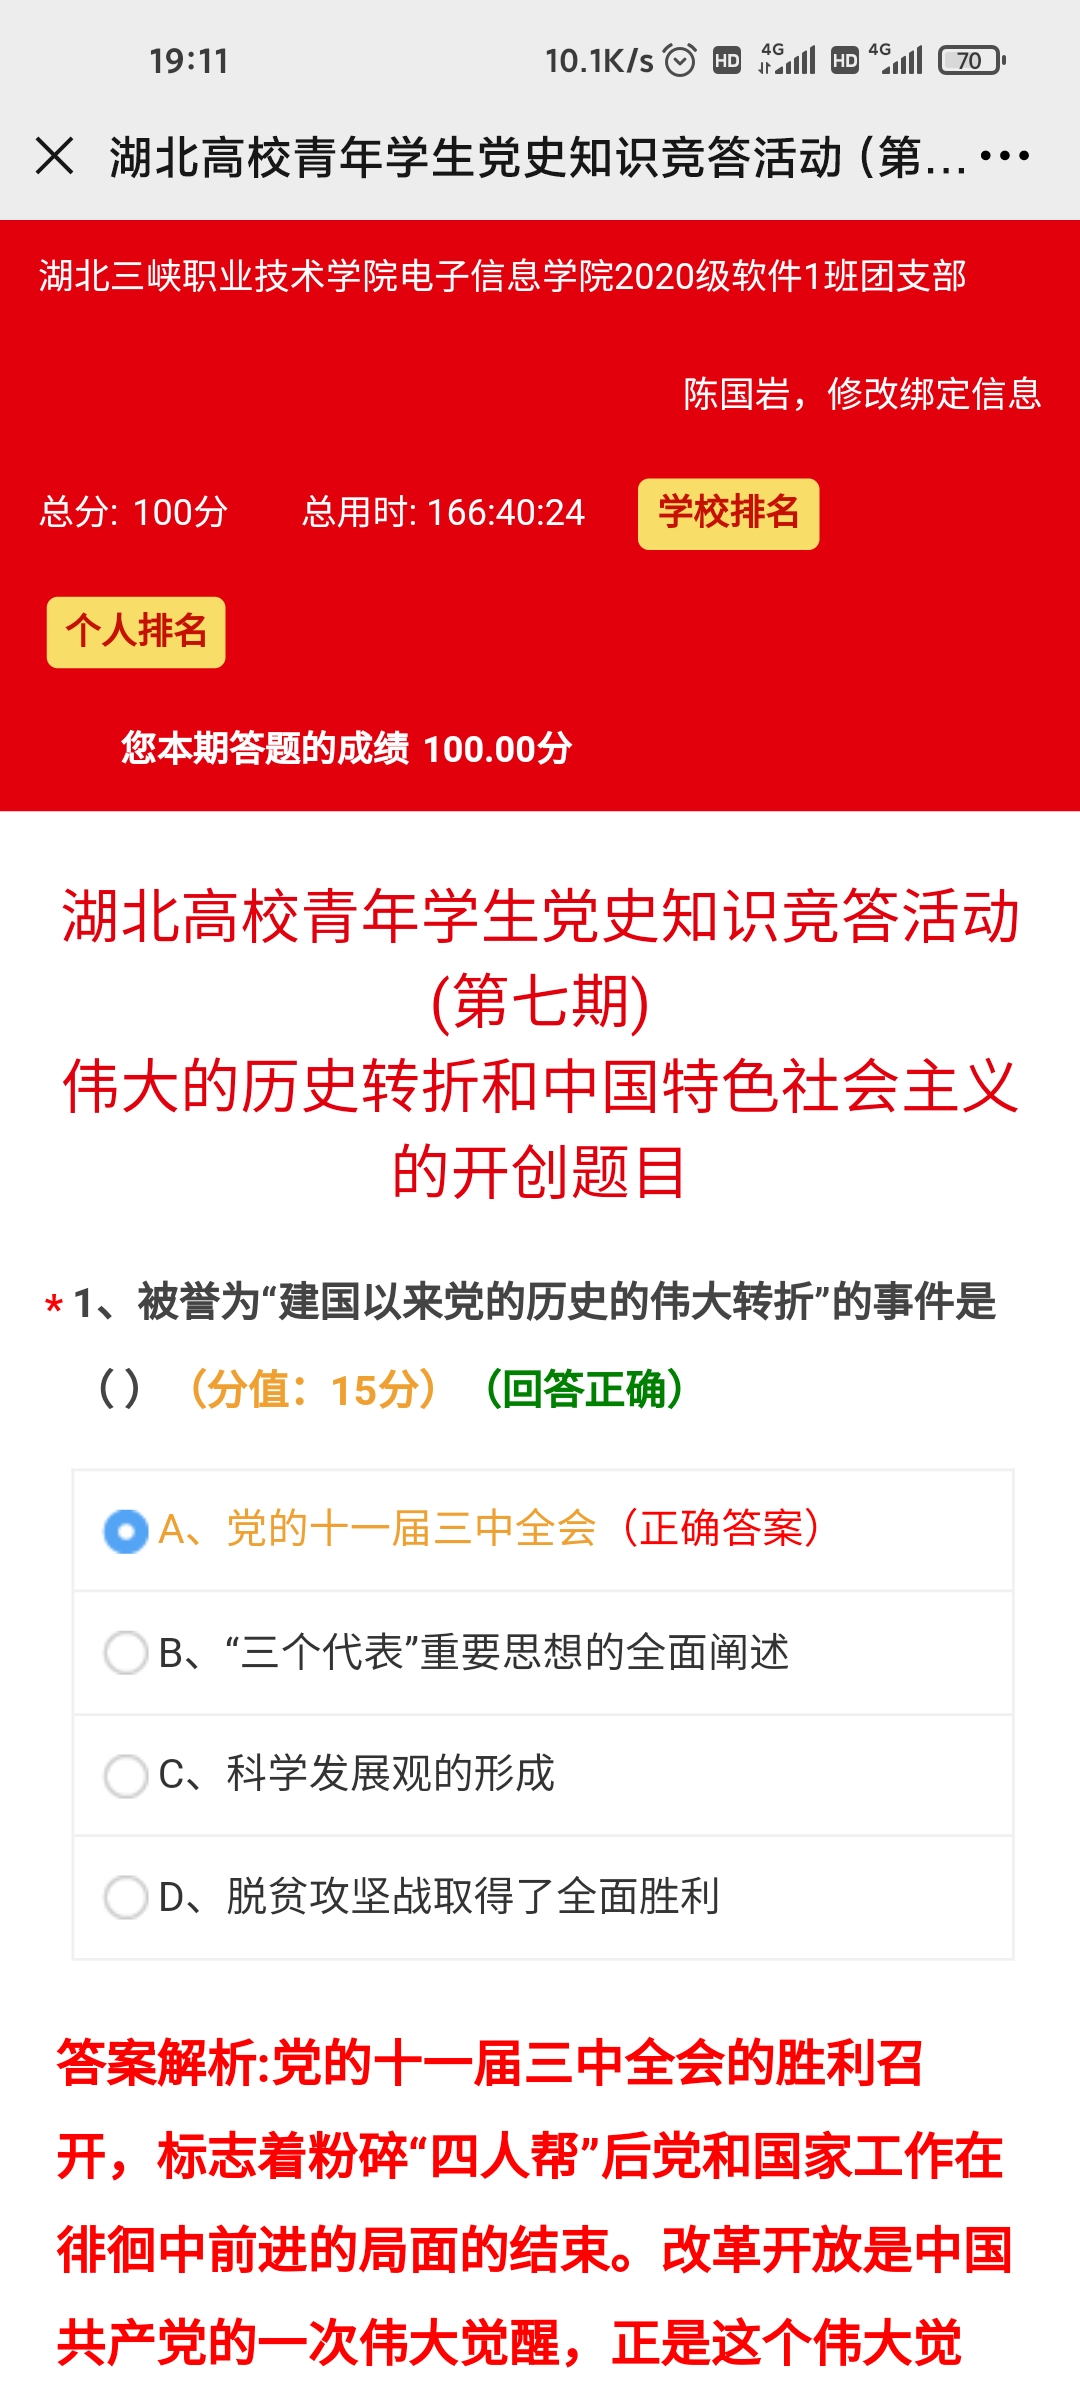 19:11
10.1K/s HD 4G HD 4G 70
湖北高校青年学生党史知识竞答活动 (第...
湖北三峡职业技术学院电子信息学院2020级软件1班团支部
陈国岩，修改绑定信息
总分: 100分 总用时: 166:40:24 学校排名
个人排名
您本期答题的成绩 100.00分
湖北高校青年学生党史知识竞答活动
(第七期)
伟大的历史转折和中国特色社会主义
的开创题目
* 1、被誉为“建国以来党的历史的伟大转折”的事件是
（ ）（分值：15分）（回答正确）
A、党的十一届三中全会（正确答案）
B、“三个代表”重要思想的全面阐述
C、科学发展观的形成
D、脱贫攻坚战取得了全面胜利
答案解析:党的十一届三中全会的胜利召
开，标志着粉碎“四人帮”后党和国家工作在
徘徊中前进的局面的结束。改革开放是中国
共产党的一次伟大觉醒，正是这个伟大觉